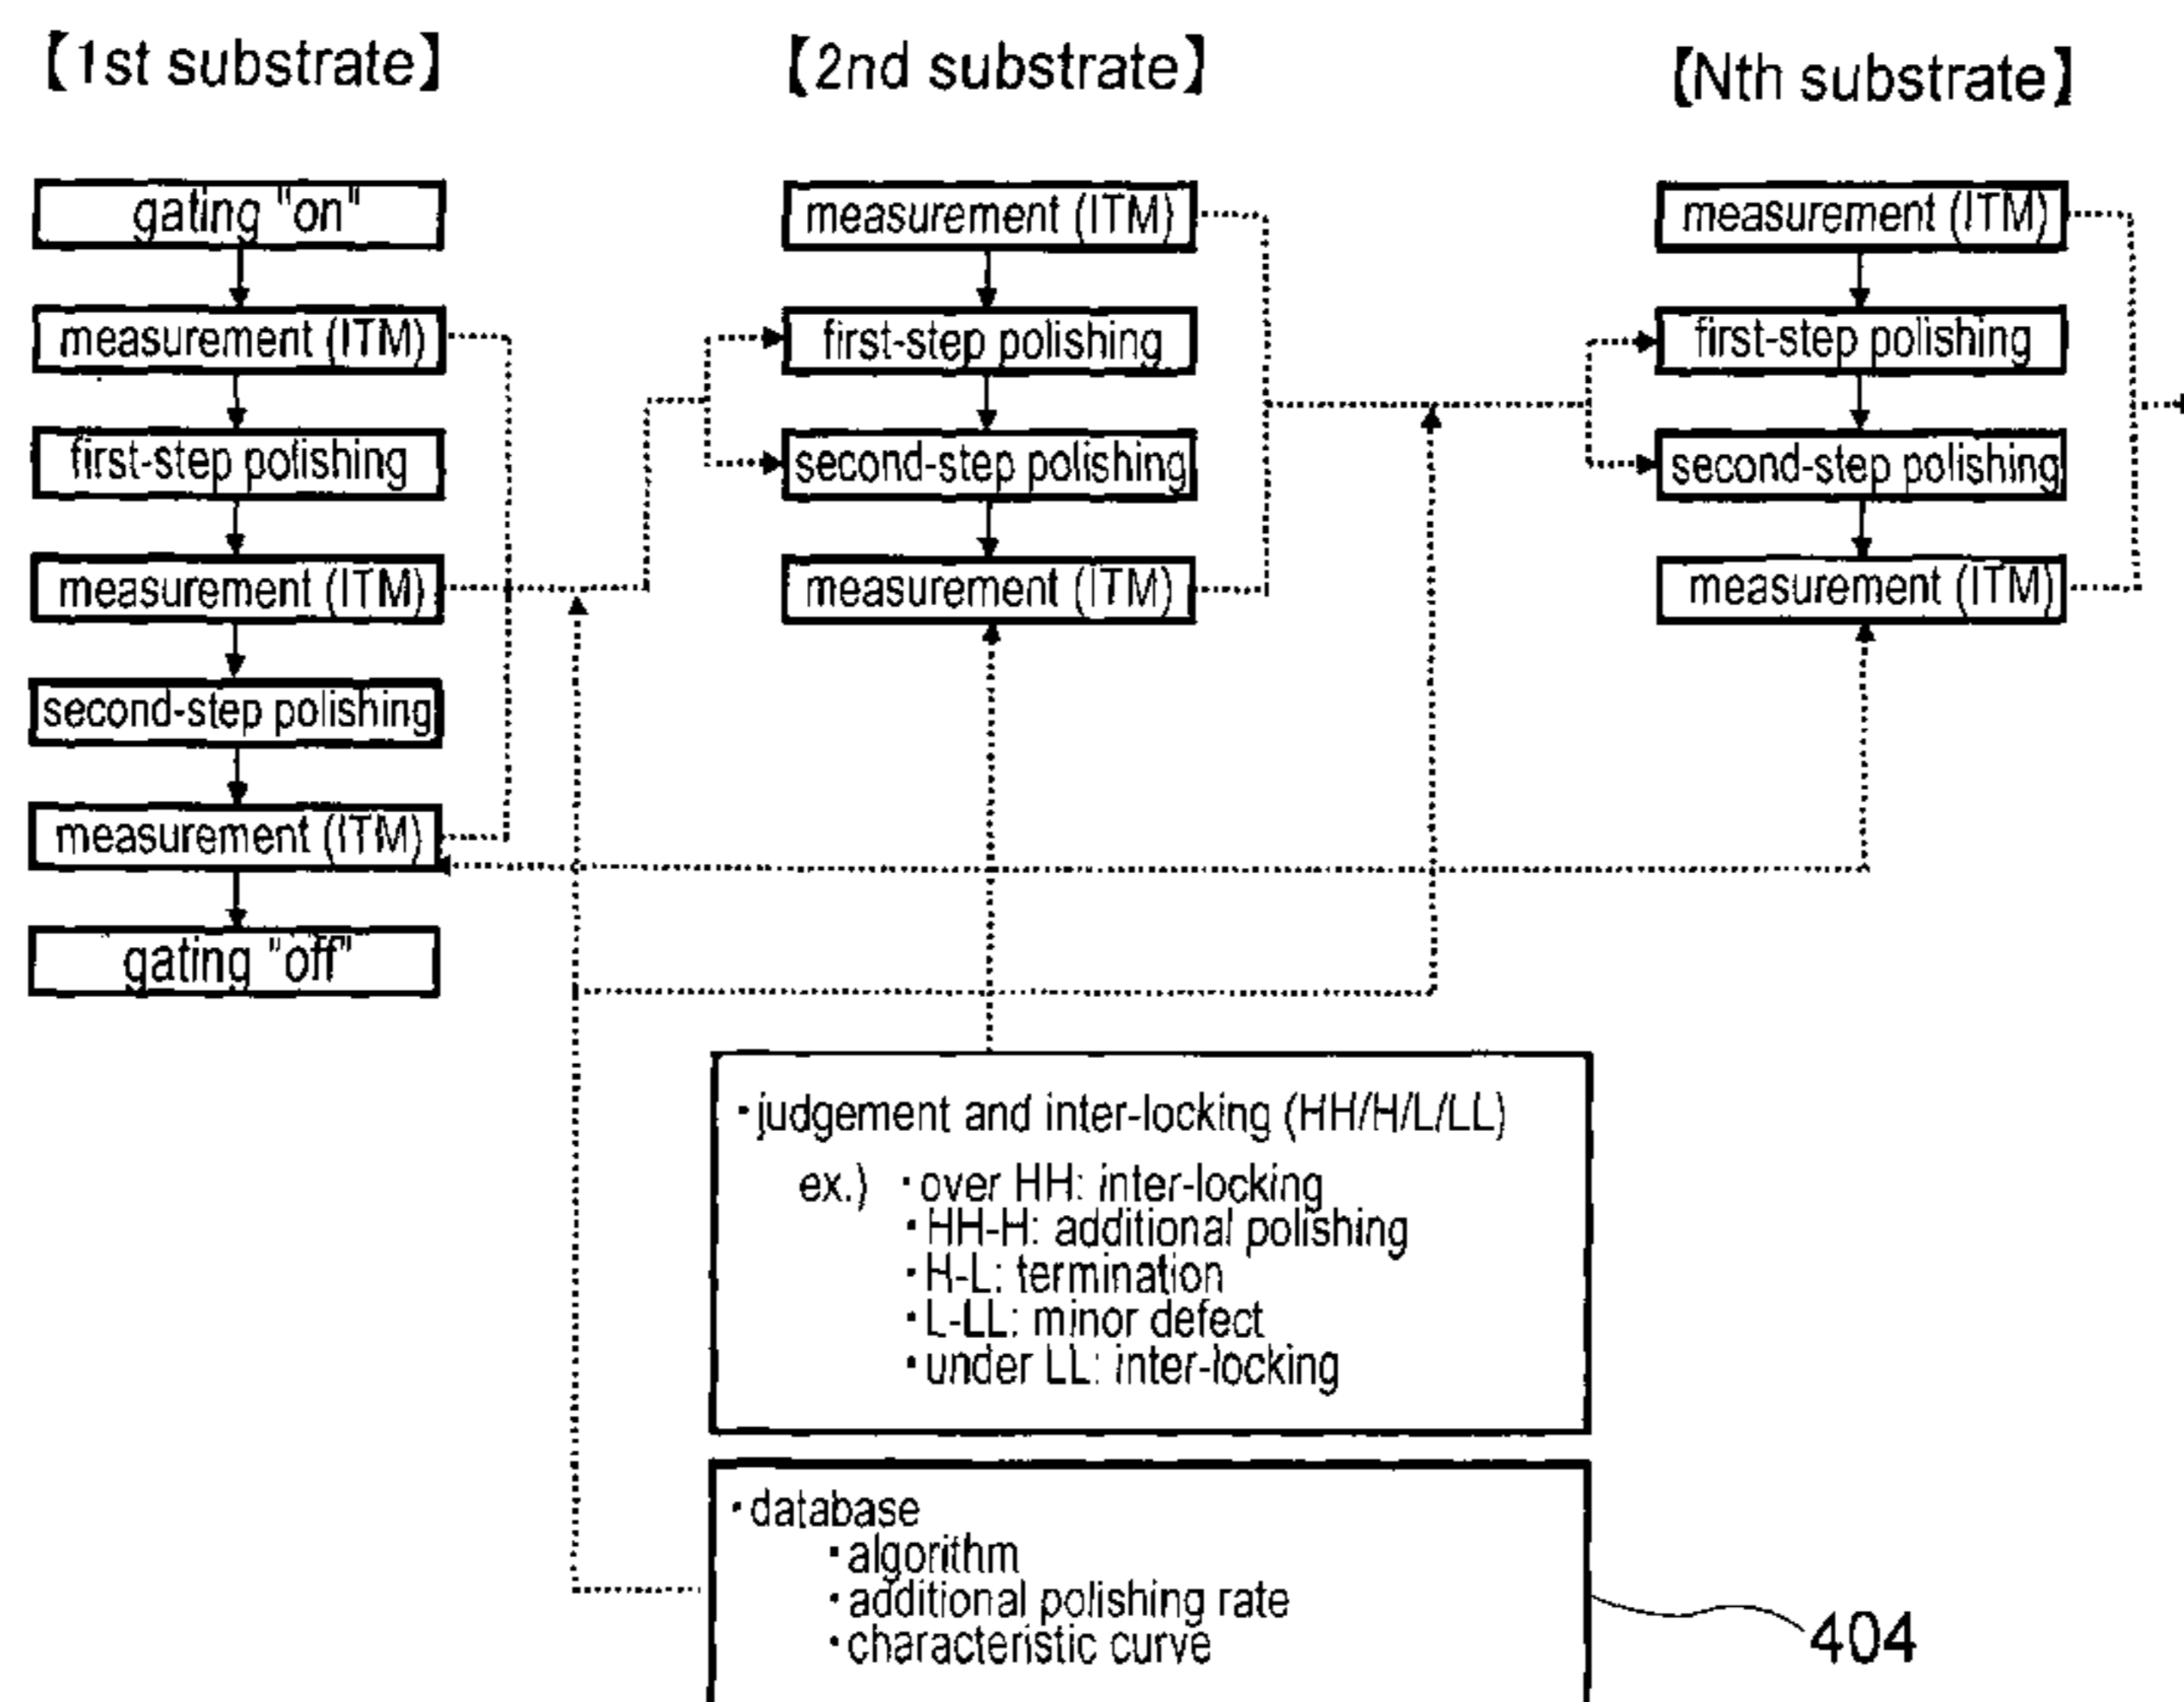 【1st substrate】
gating "on"
measurement (ITM)
first-step polishing
measurement (ITM)
second-step polishing
measurement (ITM)
gating "off"
【2nd substrate】
measurement (ITM)
first-step polishing
second-step polishing
measurement (ITM)
【Nth substrate】
measurement (ITM)
first-step polishing
second-step polishing
measurement (ITM)
・judgement and inter-locking (HH/H/L/LL)
ex.) ・over HH: inter-locking
・HH-H: additional polishing
・H-L: termination
・L-LL: minor defect
・under LL: inter-locking
・database
・algorithm
・additional polishing rate
・characteristic curve
404